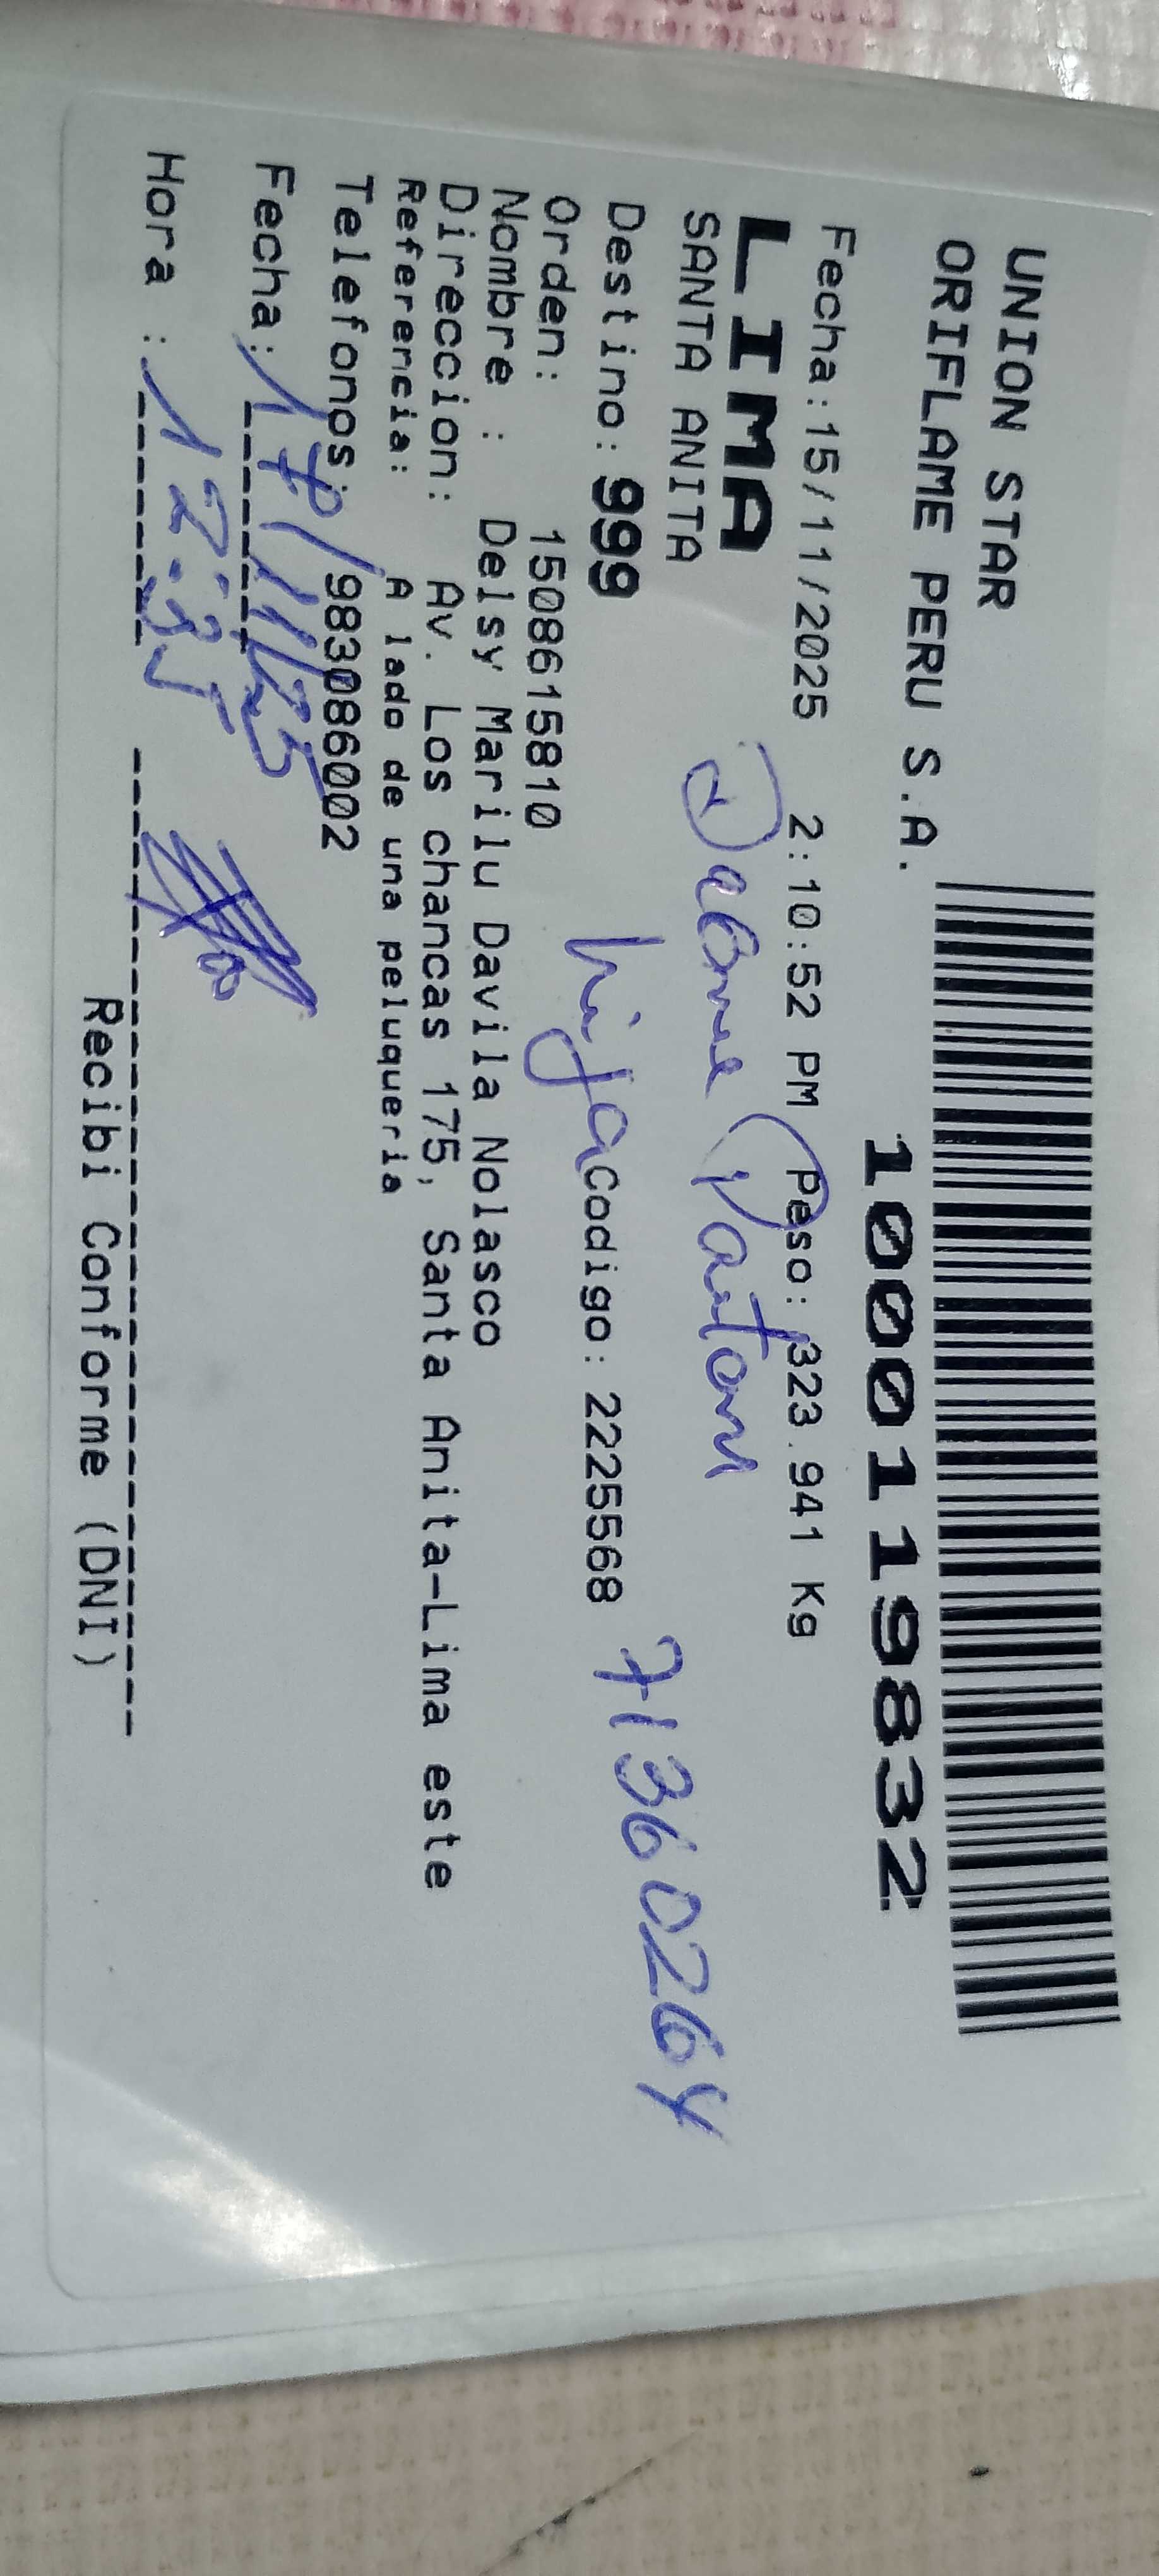 UNION STAR
ORIFLAME PERU S.A.
10001198332
Fecha:15/11/2025 2:10:52 PM Peso: 323.941 Kg
LIMA
SANTA ANITA
Destino: 999
hija
Codigo: 2225568
71360264
Orden: 1508615810
Nombre : Delsy Marilu Davila Nolasco
Direccion: Av. Los chancas 175, Santa Anita-Lima este
Referencia: A lado de una peluqueria
Telefonos: 983086002
Fecha: 17/11/25
Hora : 12:35
Recibi Conforme (DNI)